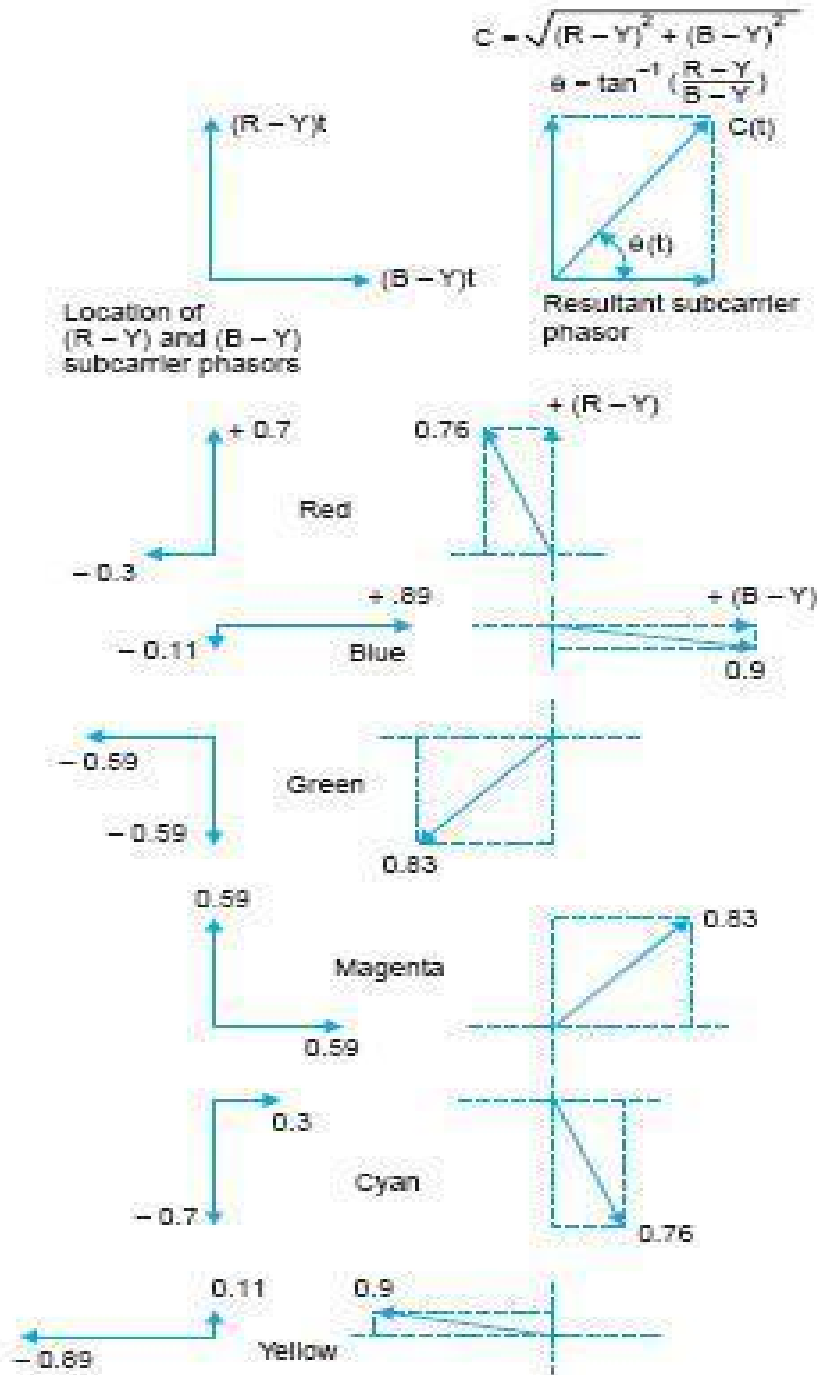 C = √(R – Y)² + (B – Y)²
θ = tan⁻¹ (R – Y / B – Y)
(R – Y)t
C(t)
θ(t)
(B – Y)t
Location of
(R – Y) and (B – Y)
subcarrier phasors
Resultant subcarrier
phasor
+ (R – Y)
+ 0.7
0.76
Red
– 0.3
+ .89
+ (B – Y)
– 0.11
Blue
0.9
– 0.59
Green
– 0.59
0.83
0.59
0.83
Magenta
0.59
0.3
Cyan
– 0.7
0.76
0.11
0.9
– 0.89
Yellow